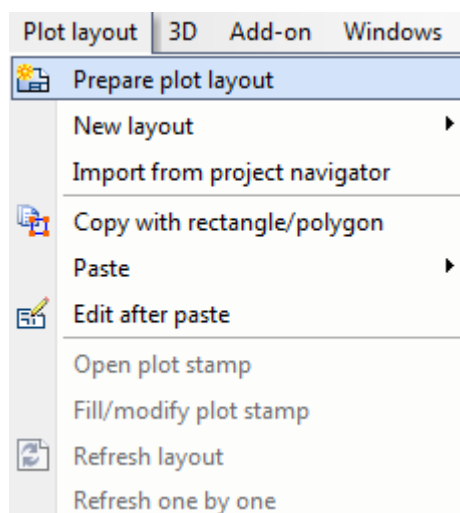 Plot layout 3D Add-on Windows
Prepare plot layout
New layout
Import from project navigator
Copy with rectangle/polygon
Paste
Edit after paste
Open plot stamp
Fill/modify plot stamp
Refresh layout
Refresh one by one